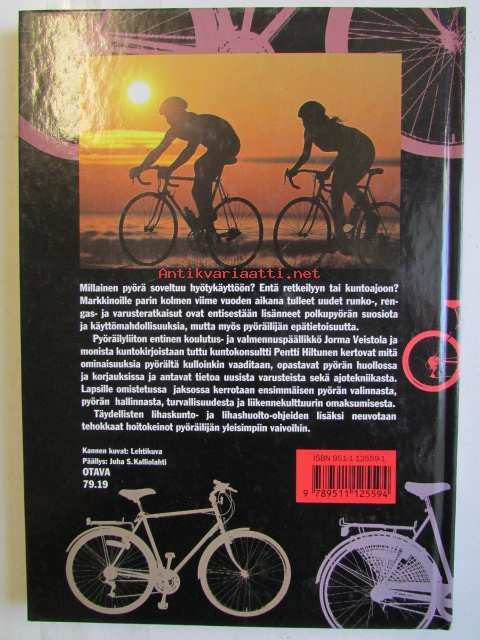 Antikvariaatti.net
Millainen pyörä soveltuu hyötykäyttöön? Entä retkeilyyn tai kuntoajoon?
Markkinoille parin kolmen viime vuoden aikana tulleet uudet runko-, ren-
gas- ja varusteratkaisut ovat entisestään lisänneet polkupyörän suosiota
ja käyttömahdollisuuksia, mutta myös pyöräilijän epätietoisuutta.
Pyöräilyliiton entinen koulutus- ja valmennuspäällikkö Jorma Veistola ja
monista kuntokirjoistaan tuttu kuntokonsultti Pentti Hiltunen kertovat mitä
ominaisuuksia pyörältä kulloinkin vaaditaan, opastavat pyörän huollossa
ja korjauksissa ja antavat tietoa uusista varusteista sekä ajotekniikasta.
Lapsille omistetussa jaksossa kerrotaan ensimmäisen pyörän valinnasta,
pyörän hallinnasta, turvallisuudesta ja liikennekulttuurin omaksumisesta.
Täydellisten lihaskunto- ja lihashuolto-ohjeiden lisäksi neuvotaan
tehokkaat hoitokeinot pyöräilijän yleisimpiin vaivoihin.
Kannen kuvat: Lehtikuva
Päällys: Juha S. Kalliolahti
OTAVA
79.19
ISBN 951-1-12559-1
9 789511 125594